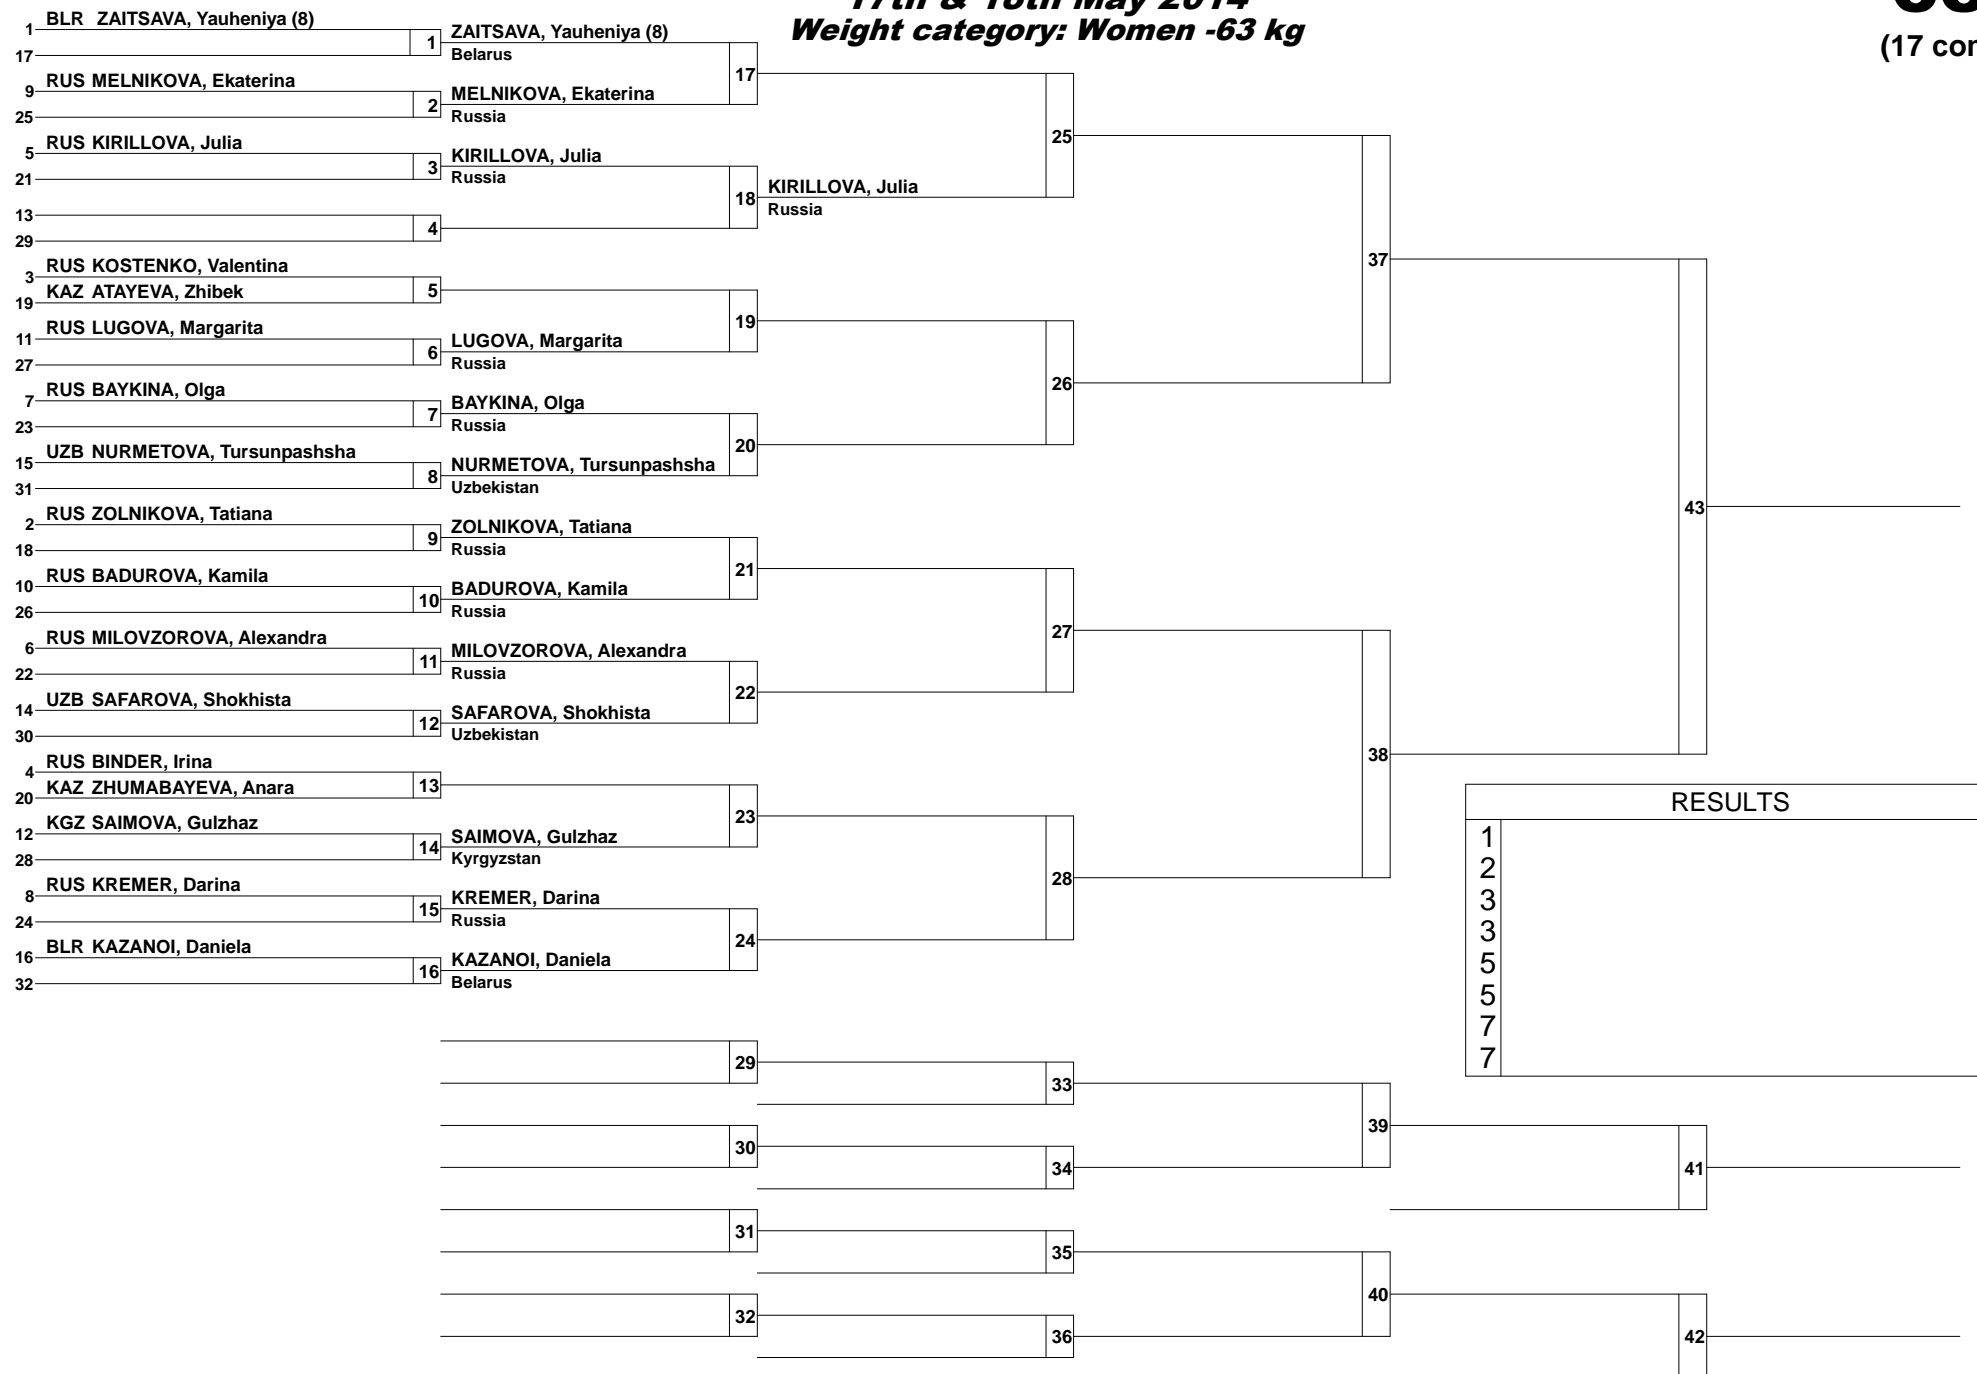 17th & 18th May 2014
Weight category: Women -63 kg
(17 con
1 BLR ZAITSAVA, Yauheniya (8)
17
1 ZAITSAVA, Yauheniya (8)
Belarus
9 RUS MELNIKOVA, Ekaterina
25
2 MELNIKOVA, Ekaterina
Russia
17
5 RUS KIRILLOVA, Julia
21
3 KIRILLOVA, Julia
Russia
13
29
4
18 KIRILLOVA, Julia
Russia
25
3 RUS KOSTENKO, Valentina
19 KAZ ATAYEVA, Zhibek
5
11 RUS LUGOVA, Margarita
27
6 LUGOVA, Margarita
Russia
19
7 RUS BAYKINA, Olga
23
7 BAYKINA, Olga
Russia
15 UZB NURMETOVA, Tursunpashsha
31
8 NURMETOVA, Tursunpashsha
Uzbekistan
20
26
37
2 RUS ZOLNIKOVA, Tatiana
18
9 ZOLNIKOVA, Tatiana
Russia
10 RUS BADUROVA, Kamila
26
10 BADUROVA, Kamila
Russia
21
6 RUS MILOVZOROVA, Alexandra
22
11 MILOVZOROVA, Alexandra
Russia
14 UZB SAFAROVA, Shokhista
30
12 SAFAROVA, Shokhista
Uzbekistan
22
27
4 RUS BINDER, Irina
20 KAZ ZHUMABAYEVA, Anara
13
12 KGZ SAIMOVA, Gulzhaz
28
14 SAIMOVA, Gulzhaz
Kyrgyzstan
23
8 RUS KREMER, Darina
24
15 KREMER, Darina
Russia
16 BLR KAZANOI, Daniela
32
16 KAZANOI, Daniela
Belarus
24
28
38
43
RESULTS
1
2
3
3
5
5
7
7
29
33
30
34
39
41
31
35
32
36
40
42